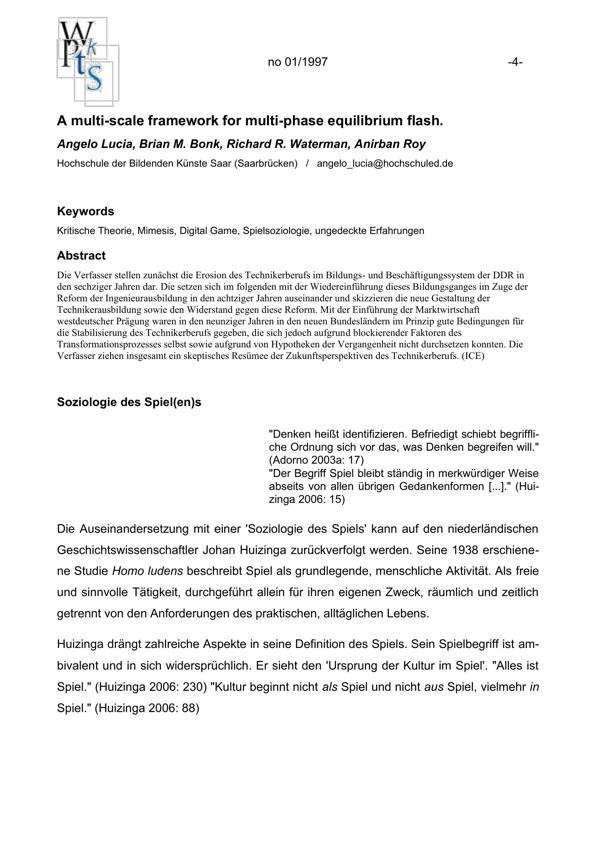 W
P k
t s
S
no 01/1997 -4-
A multi-scale framework for multi-phase equilibrium flash.
Angelo Lucia, Brian M. Bonk, Richard R. Waterman, Anirban Roy
Hochschule der Bildenden Künste Saar (Saarbrücken) / angelo_lucia@hochschuled.de
Keywords
Kritische Theorie, Mimesis, Digital Game, Spielsoziologie, ungedeckte Erfahrungen
Abstract
Die Verfasser stellen zunächst die Erosion des Technikerberufs im Bildungs- und Beschäftigungssystem der DDR in
den sechziger Jahren dar. Die setzen sich im folgenden mit der Wiedereinführung dieses Bildungsganges im Zuge der
Reform der Ingenieurausbildung in den achtziger Jahren auseinander und skizzieren die neue Gestaltung der
Technikerausbildung sowie den Widerstand gegen diese Reform. Mit der Einführung der Marktwirtschaft
westdeutscher Prägung waren in den neunziger Jahren in den neuen Bundesländern im Prinzip gute Bedingungen für
die Stabilisierung des Technikerberufs gegeben, die sich jedoch aufgrund blockierender Faktoren des
Transformationsprozesses selbst sowie aufgrund von Hypotheken der Vergangenheit nicht durchsetzen konnten. Die
Verfasser ziehen insgesamt ein skeptisches Resümee der Zukunftsperspektiven des Technikerberufs. (ICE)
Soziologie des Spiel(en)s
"Denken heißt identifizieren. Befriedigt schiebt begriffli-
che Ordnung sich vor das, was Denken begreifen will."
(Adorno 2003a: 17)
"Der Begriff Spiel bleibt ständig in merkwürdiger Weise
abseits von allen übrigen Gedankenformen [...]." (Hui-
zinga 2006: 15)
Die Auseinandersetzung mit einer 'Soziologie des Spiels' kann auf den niederländischen
Geschichtswissenschaftler Johan Huizinga zurückverfolgt werden. Seine 1938 erschiene-
ne Studie Homo ludens beschreibt Spiel als grundlegende, menschliche Aktivität. Als freie
und sinnvolle Tätigkeit, durchgeführt allein für ihren eigenen Zweck, räumlich und zeitlich
getrennt von den Anforderungen des praktischen, alltäglichen Lebens.
Huizinga drängt zahlreiche Aspekte in seine Definition des Spiels. Sein Spielbegriff ist am-
bivalent und in sich widersprüchlich. Er sieht den 'Ursprung der Kultur im Spiel'. "Alles ist
Spiel." (Huizinga 2006: 230) "Kultur beginnt nicht als Spiel und nicht aus Spiel, vielmehr in
Spiel." (Huizinga 2006: 88)